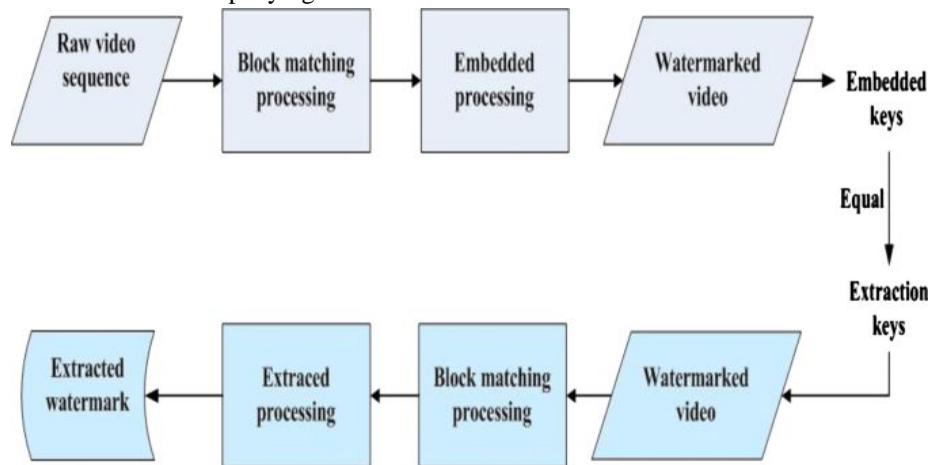 Raw video
sequence
Block matching
processing
Embedded
processing
Watermarked
video
Embedded
keys
Equal
Extraction
keys
Watermarked
video
Block matching
processing
Extraced
processing
Extracted
watermark